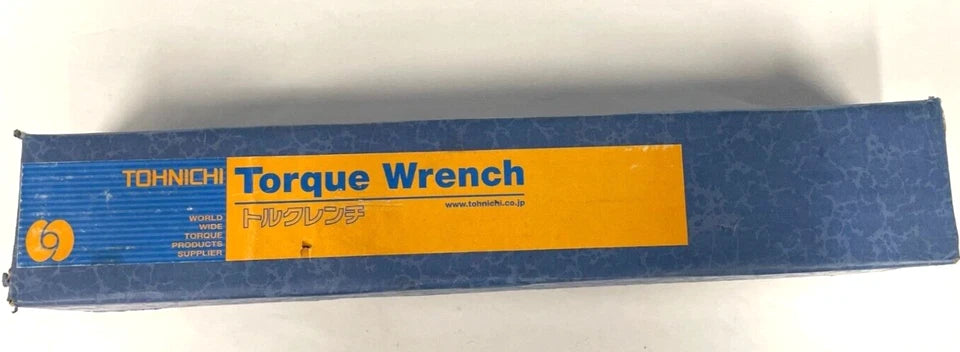 TOHNICHI
WORLD
WIDE
TORQUE
PRODUCTS
SUPPLIER
Torque Wrench
www.tohnichi.co.jp
トルクレンチ